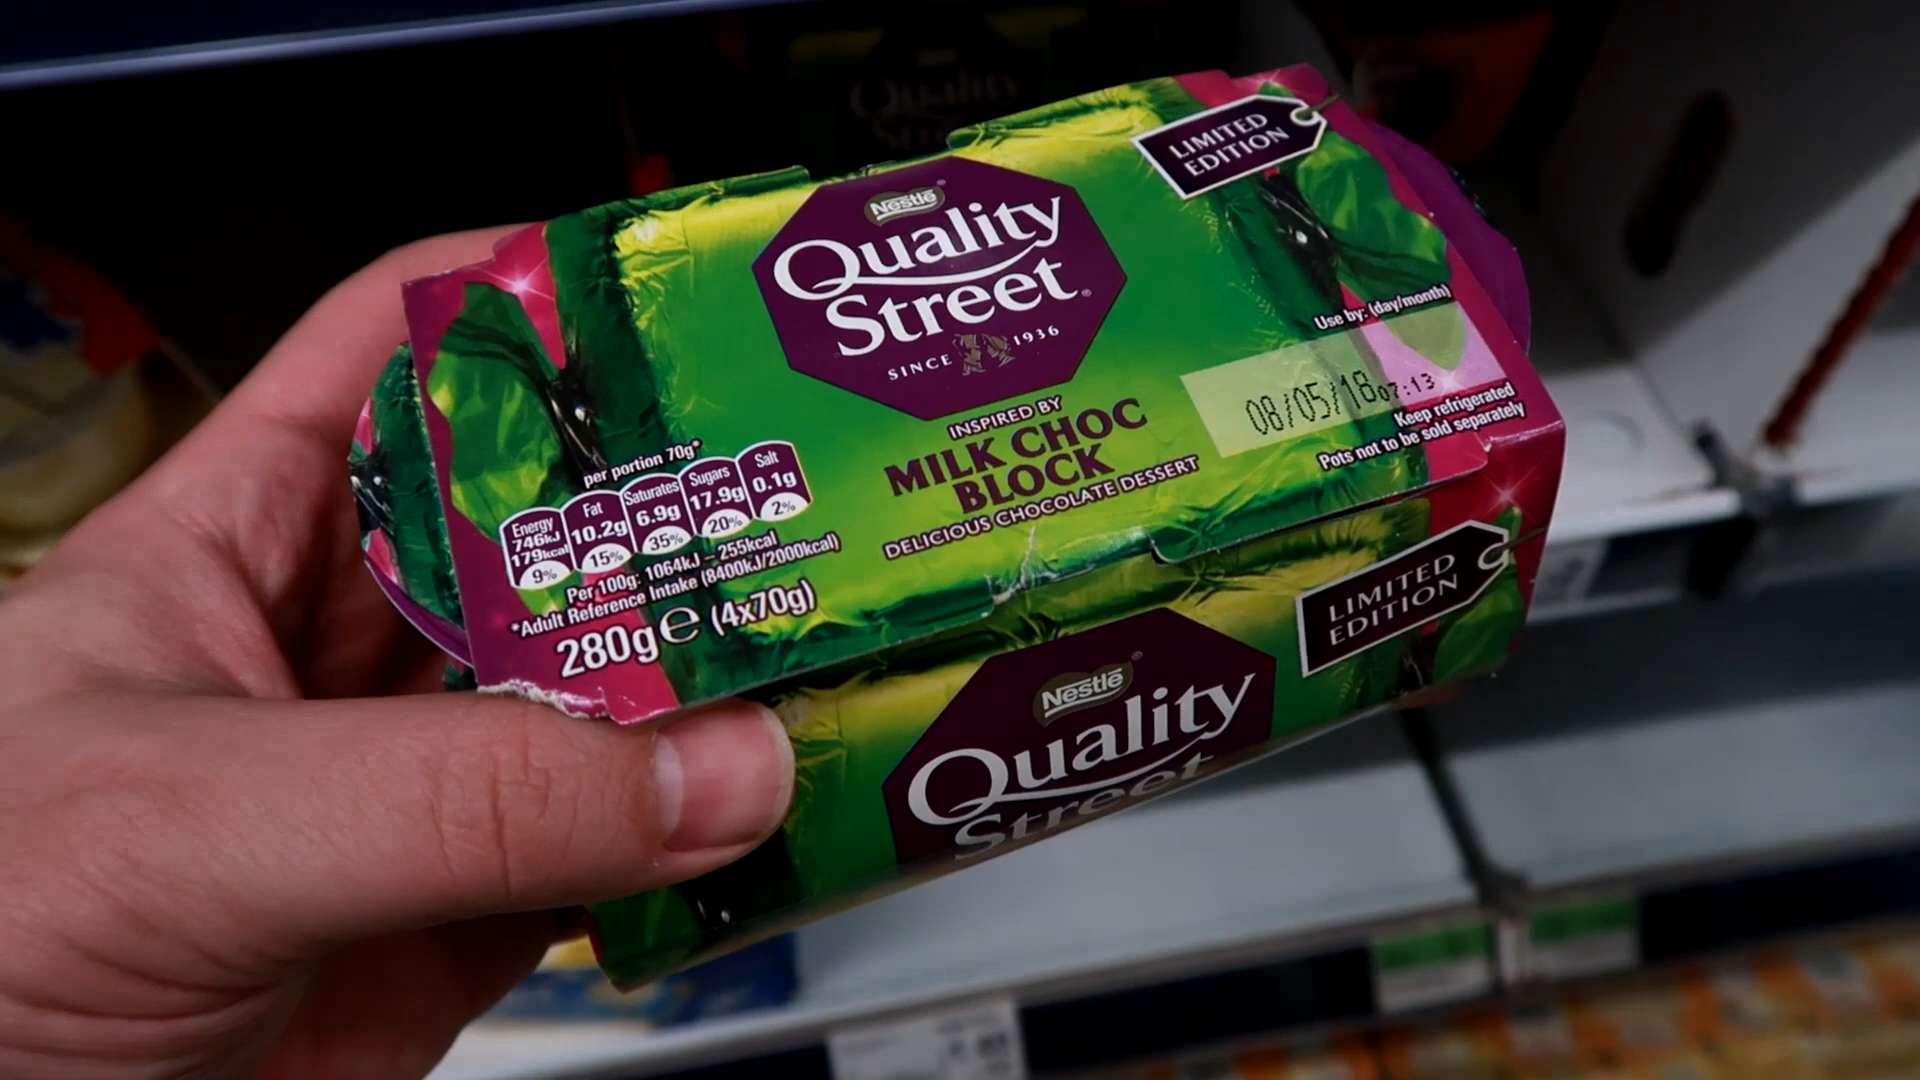 LIMITED
EDITION
Nestlé
Quality
Street
SINCE 1936
Use by: (day/month)
08/05/18 07:13
Keep refrigerated
Pots not to be sold separately
INSPIRED BY
MILK CHOC
BLOCK
DELICIOUS CHOCOLATE DESSERT
per portion 70g*
Energy 746kJ 179kcal 9%
Fat 10.2g 15%
Saturates 6.9g 35%
Sugars 17.9g 20%
Salt 0.1g 2%
Per 100g: 1064kJ – 255kcal
*Adult Reference Intake (8400kJ/2000kcal)
280g℮ (4x70g)
LIMITED
EDITION
Nestlé
Quality
Street
Quality